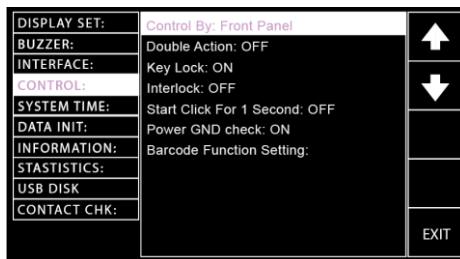 DISPLAY SET:
BUZZER:
INTERFACE:
CONTROL:
SYSTEM TIME:
DATA INIT:
INFORMATION:
STASTISTICS:
USB DISK
CONTACT CHK:
Control By: Front Panel
Double Action: OFF
Key Lock: ON
Interlock: OFF
Start Click For 1 Second: OFF
Power GND check: ON
Barcode Function Setting:
EXIT